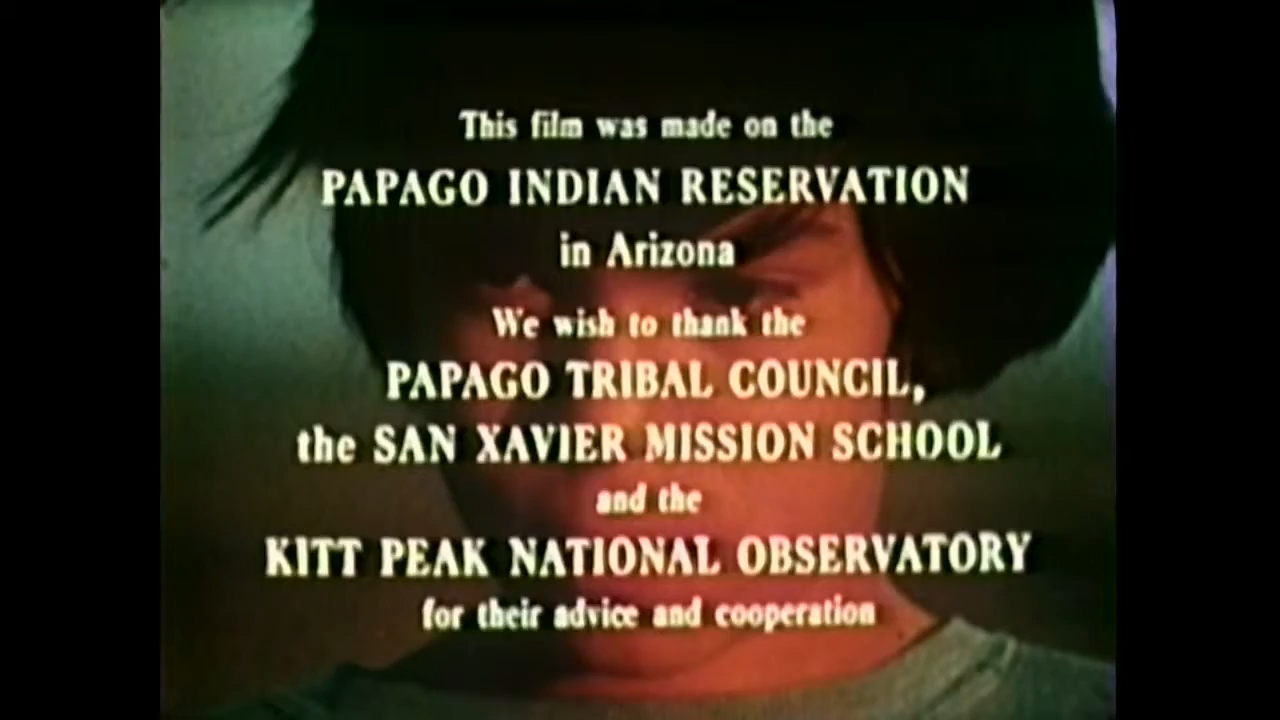 This film was made on the
PAPAGO INDIAN RESERVATION
in Arizona
We wish to thank the
PAPAGO TRIBAL COUNCIL,
the SAN XAVIER MISSION SCHOOL
and the
KITT PEAK NATIONAL OBSERVATORY
for their advice and cooperation